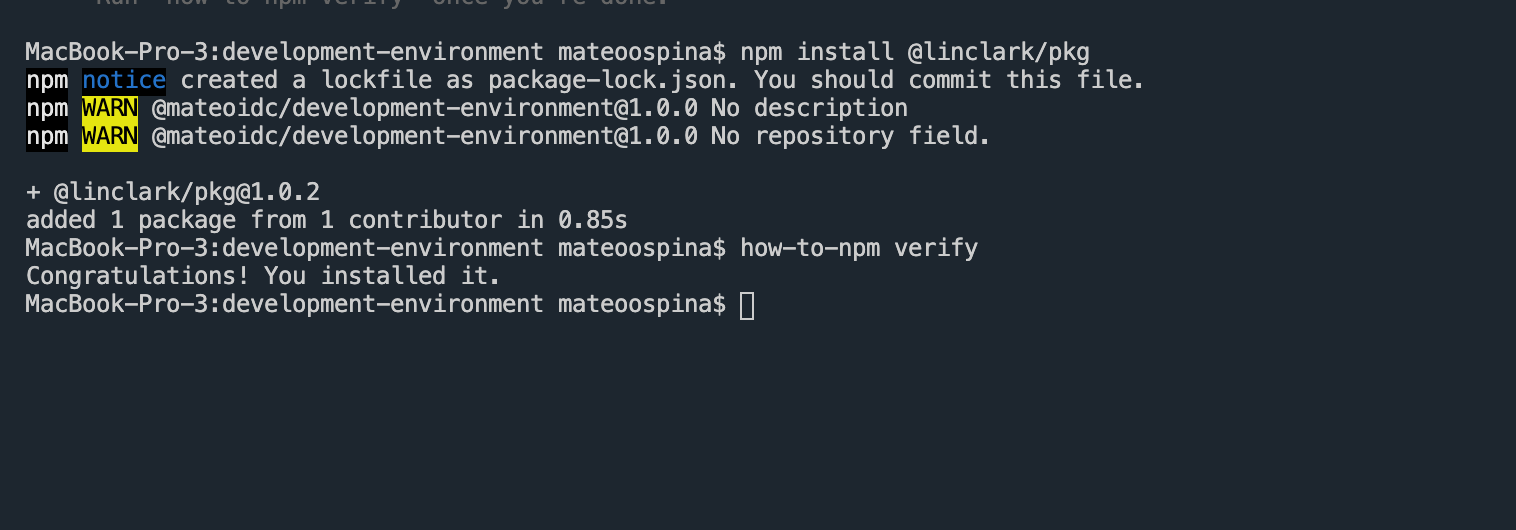 Run `how-to-npm verify` once you're done.
MacBook-Pro-3:development-environment mateoospina$ npm install @linclark/pkg
npm notice created a lockfile as package-lock.json. You should commit this file.
npm WARN @mateoidc/development-environment@1.0.0 No description
npm WARN @mateoidc/development-environment@1.0.0 No repository field.
+ @linclark/pkg@1.0.2
added 1 package from 1 contributor in 0.85s
MacBook-Pro-3:development-environment mateoospina$ how-to-npm verify
Congratulations! You installed it.
MacBook-Pro-3:development-environment mateoospina$